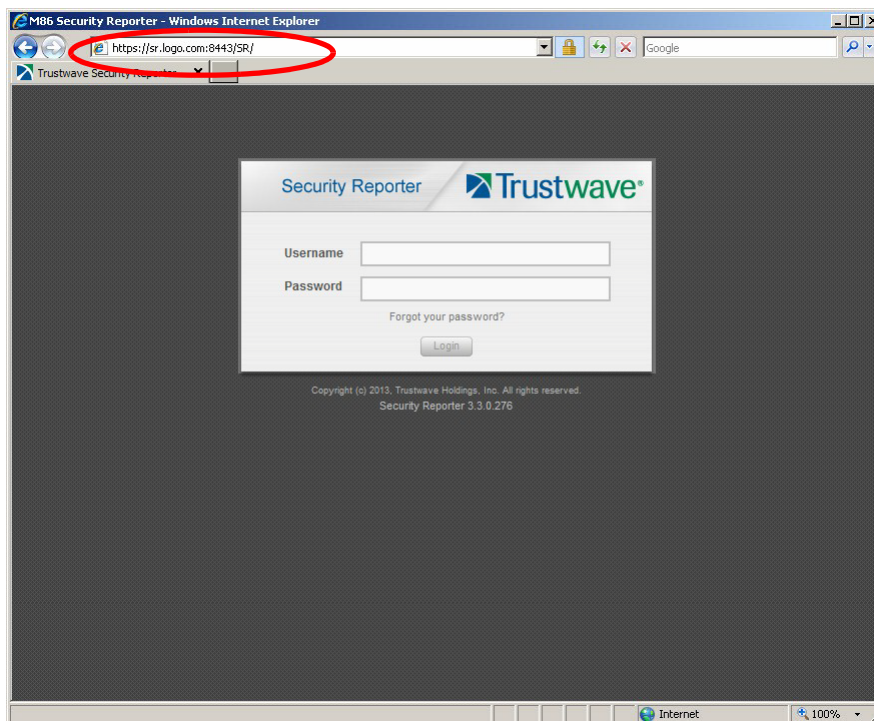 M86 Security Reporter - Windows Internet Explorer
https://sr.logo.com:8443/SR/
Google
Trustwave Security Reporter
Security Reporter
Trustwave®
Username
Password
Forgot your password?
Login
Copyright (c) 2013, Trustwave Holdings, Inc. All rights reserved.
Security Reporter 3.3.0.276
Internet
100%